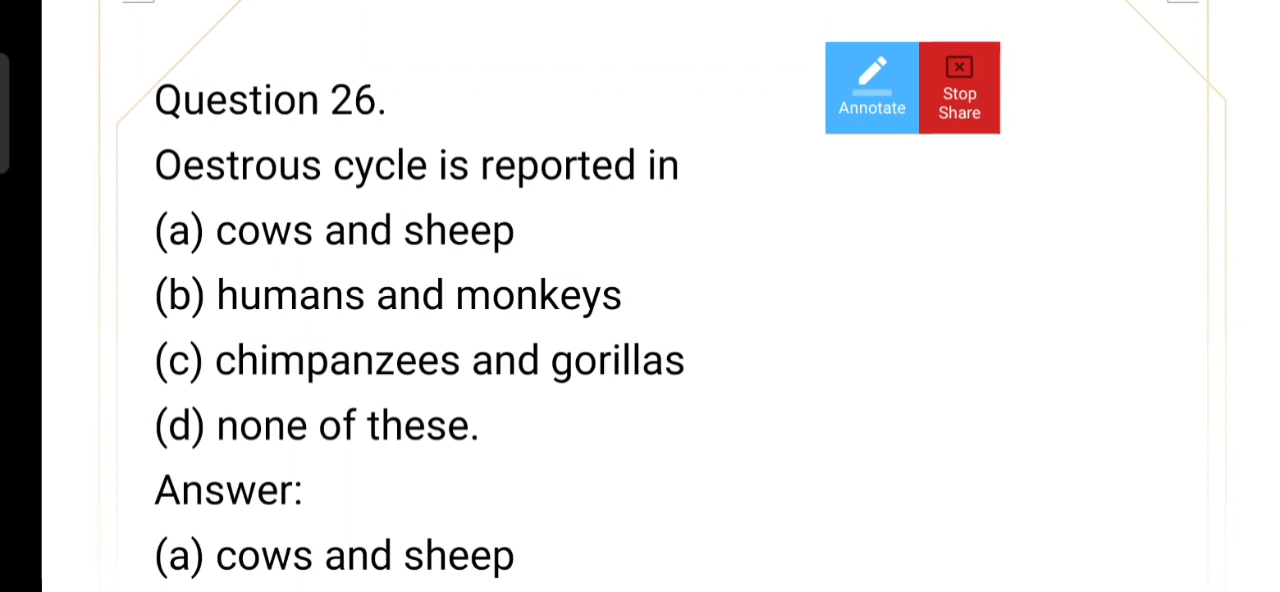 Question 26.
Oestrous cycle is reported in
(a) cows and sheep
(b) humans and monkeys
(c) chimpanzees and gorillas
(d) none of these.
Answer:
(a) cows and sheep
Annotate
Stop
Share